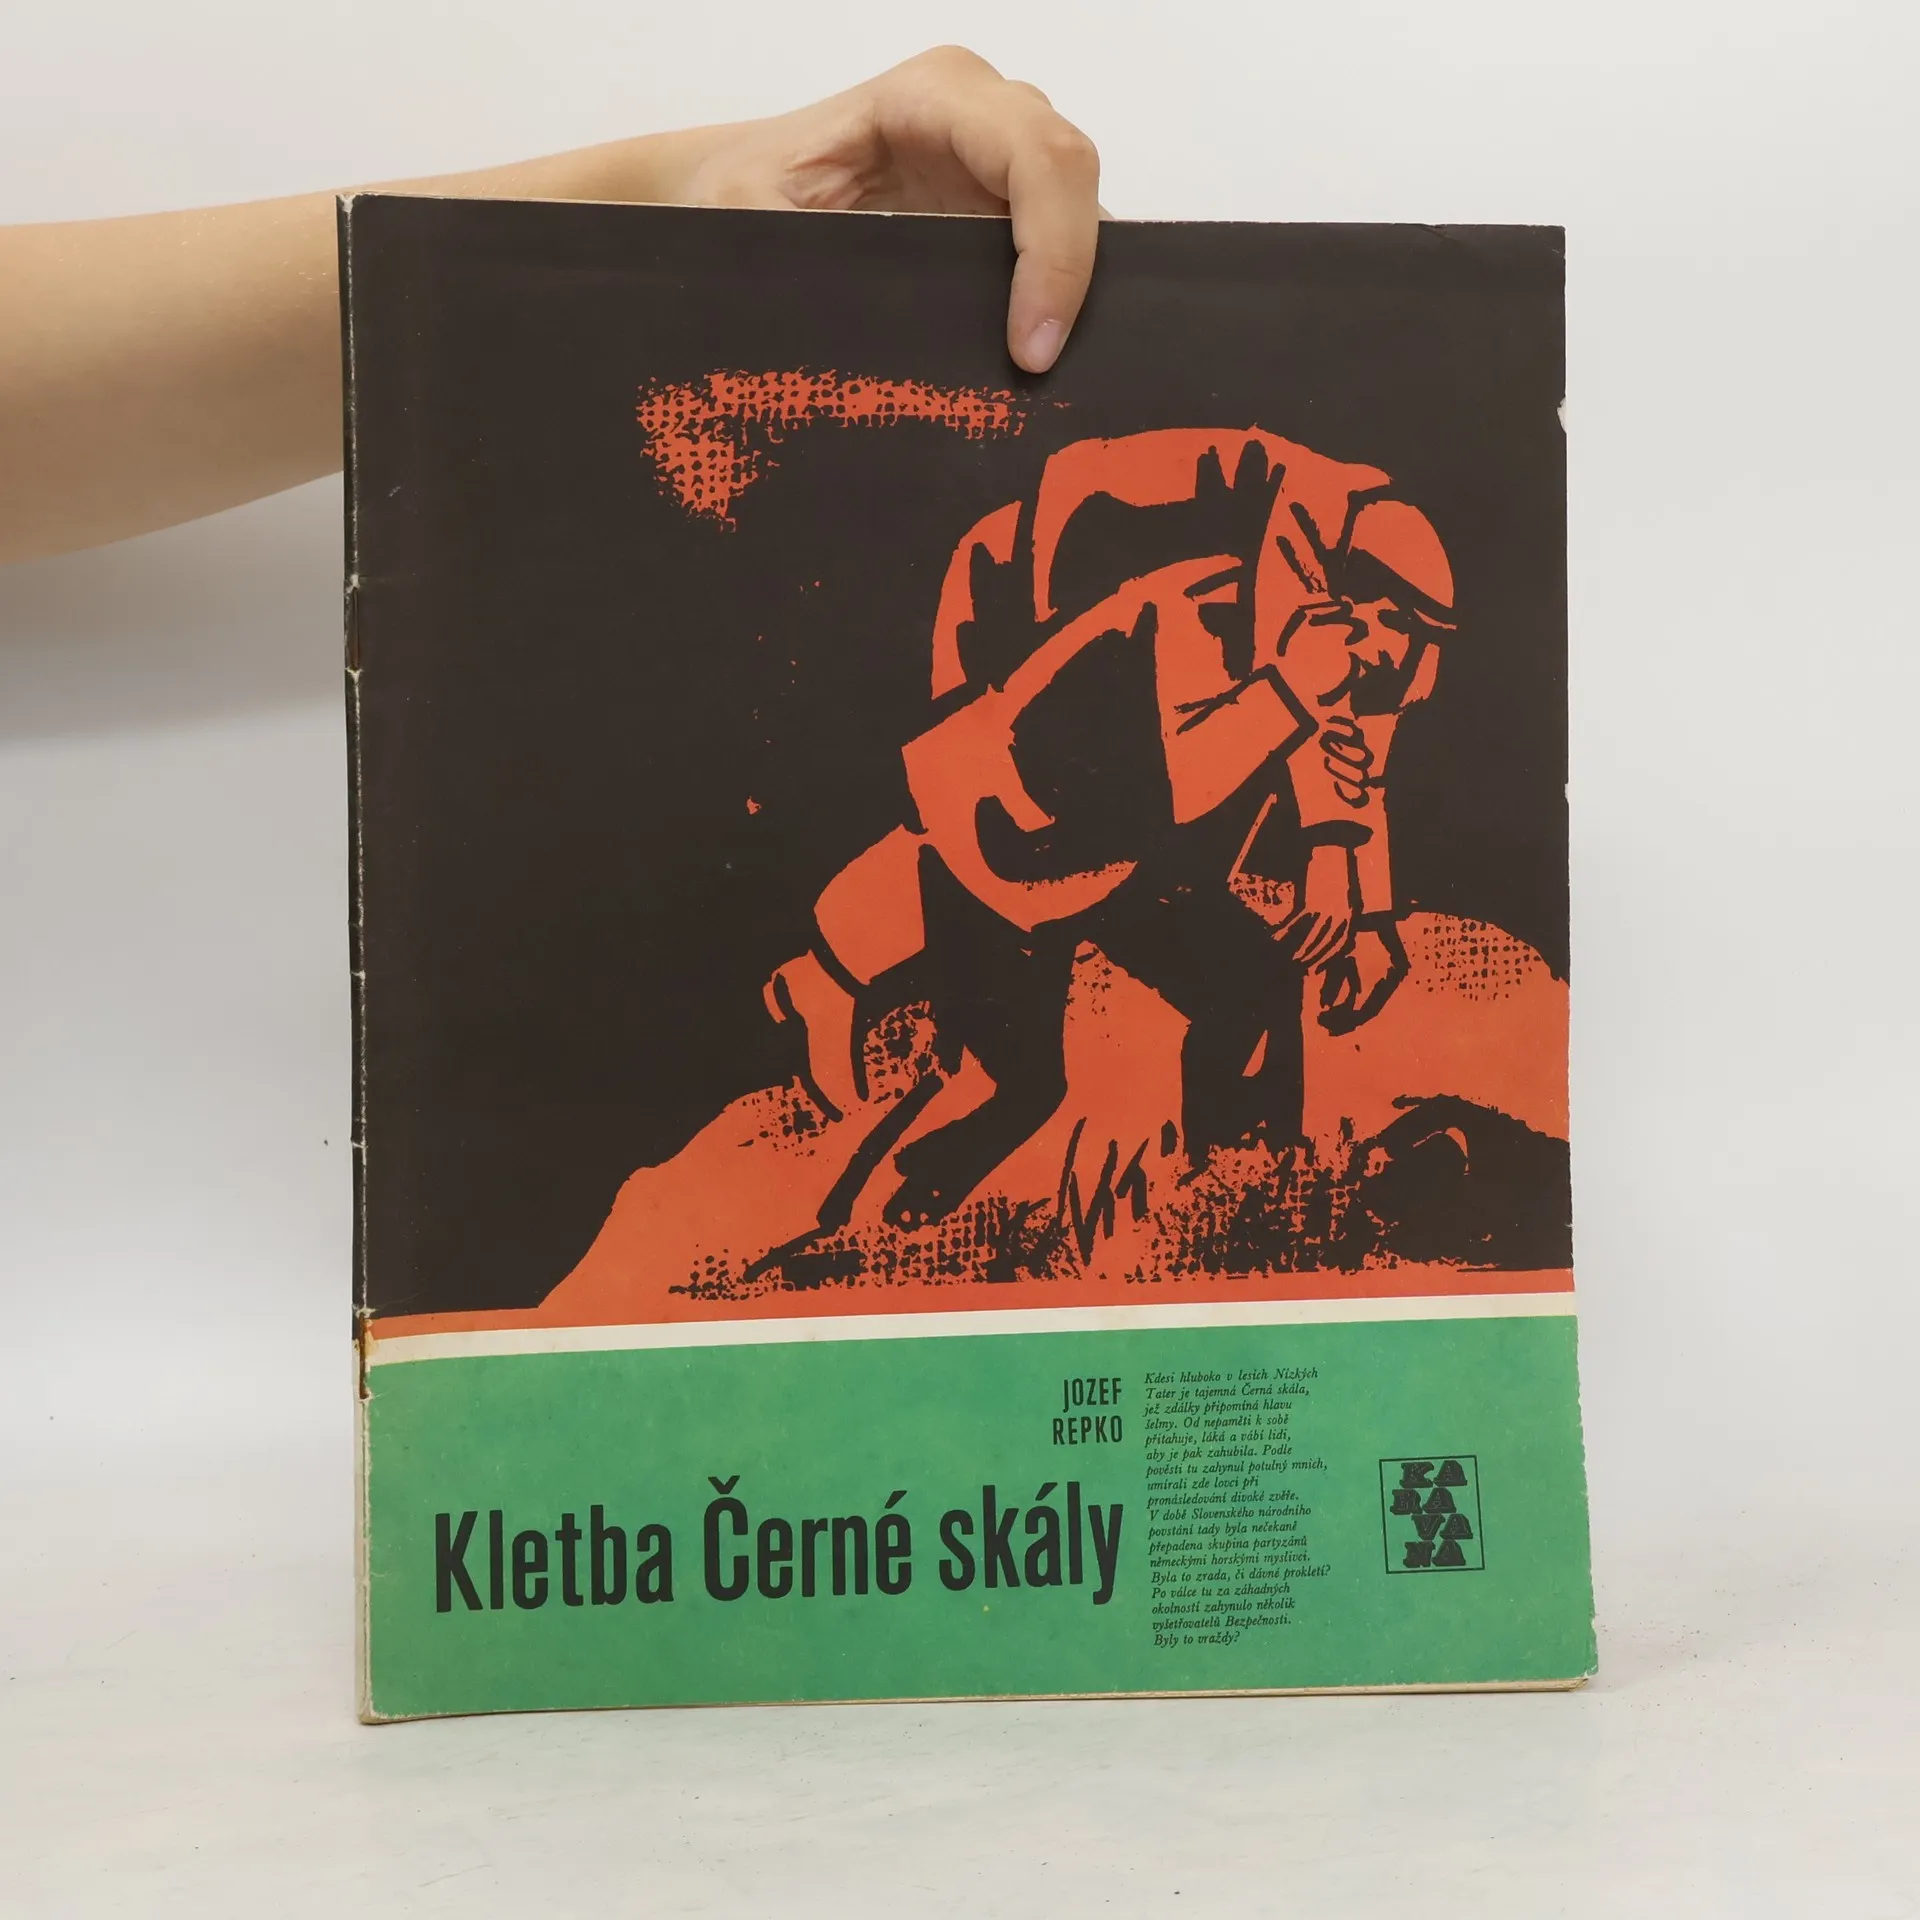 JOZEF
REPKO
Kletba Černé skály
Kdesi hluboko v lesích Nízkých
Tater je tajemná Černá skála,
jež zdálky připomíná hlavu
šelmy. Od nepaměti k sobě
přitahuje, láká a vábí lidi,
aby je pak zahubila. Podle
pověsti tu zahynul potulný mnich,
umírali zde lovci při
pronásledování divoké zvěře.
V době Slovenského národního
povstání tady byla nečekaně
přepadena skupina partyzánů
německými horskými myslivci.
Byla to zrada, či dávné prokletí?
Po válce tu za záhadných
okolností zahynulo několik
vyšetřovatelů Bezpečnosti.
Byly to vraždy?
KA
RA
VA
NA